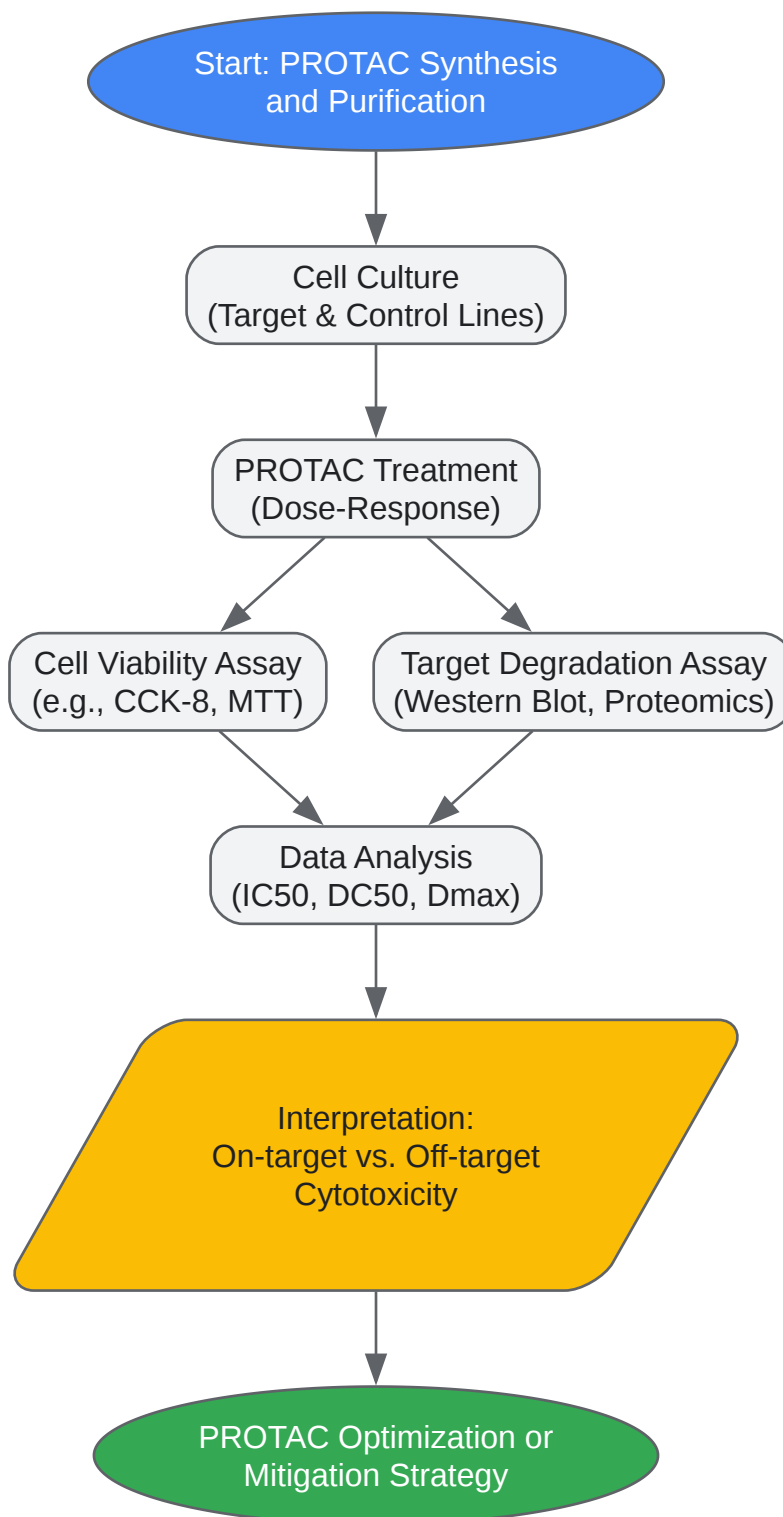 Start: PROTAC Synthesis
and Purification
Cell Culture
(Target & Control Lines)
PROTAC Treatment
(Dose-Response)
Cell Viability Assay
(e.g., CCK-8, MTT)
Target Degradation Assay
(Western Blot, Proteomics)
Data Analysis
(IC50, DC50, Dmax)
Interpretation:
On-target vs. Off-target
Cytotoxicity
PROTAC Optimization or
Mitigation Strategy